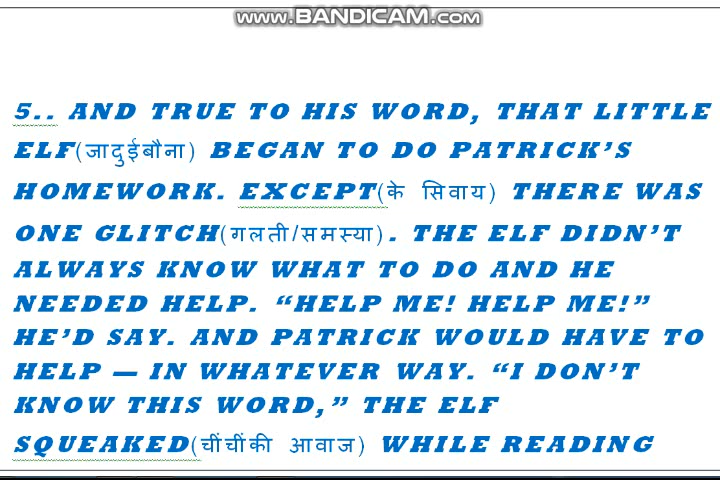 www.BANDICAM.com
5.. AND TRUE TO HIS WORD, THAT LITTLE
ELF(जादुईबौना) BEGAN TO DO PATRICK’S
HOMEWORK. EXCEPT(के सिवाय) THERE WAS
ONE GLITCH(गलती/समस्या). THE ELF DIDN’T
ALWAYS KNOW WHAT TO DO AND HE
NEEDED HELP. “HELP ME! HELP ME!”
HE’D SAY. AND PATRICK WOULD HAVE TO
HELP — IN WHATEVER WAY. “I DON’T
KNOW THIS WORD,” THE ELF
SQUEAKED(चींचींकी आवाज) WHILE READING